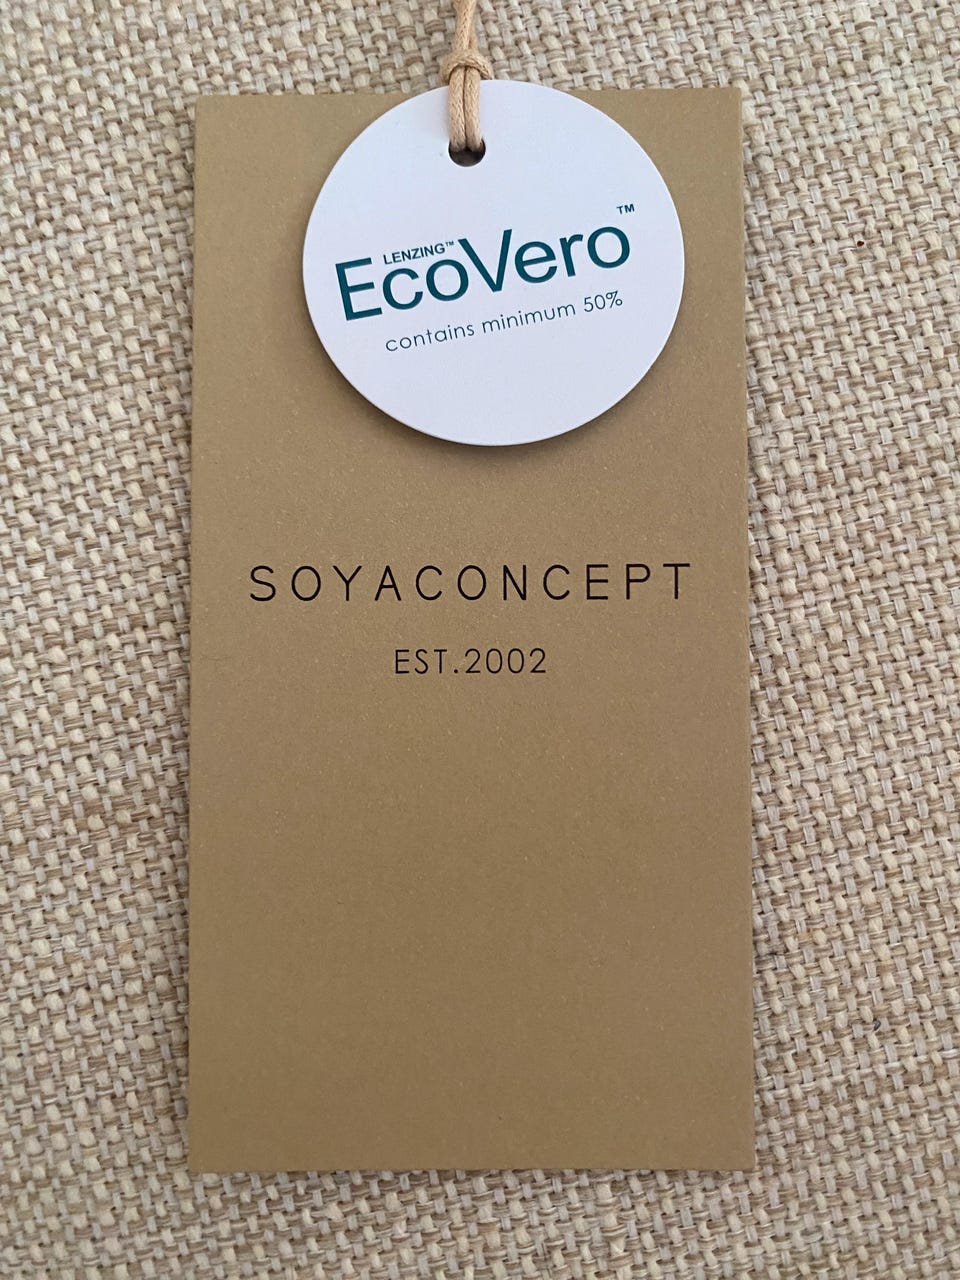 LENZING™
EcoVero™
contains minimum 50%
SOYACONCEPT
EST.2002